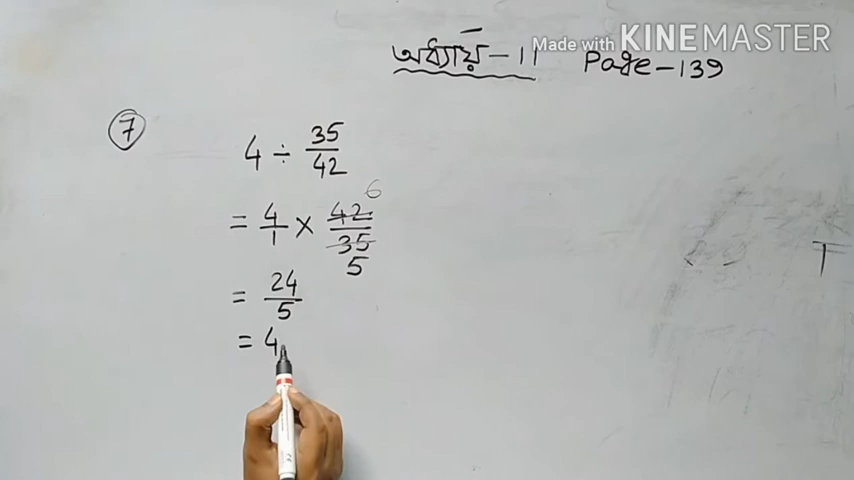 Made with KINEMASTER
অধ্যায় - 11 Page - 139
7
4 ÷ 35/42
= 4/1 × 42/35 6 5
= 24/5
= 4